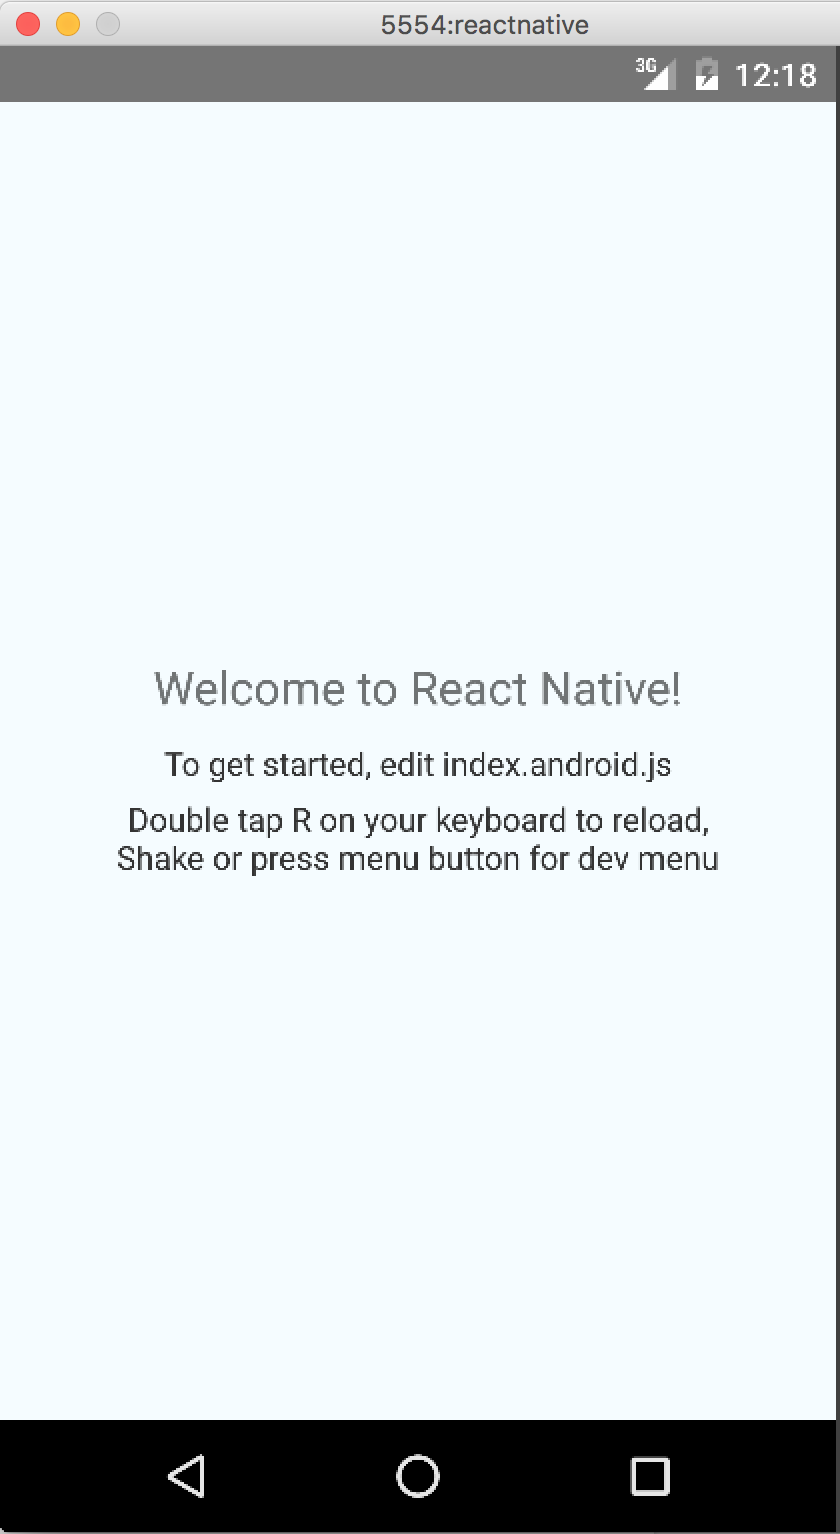 5554:reactnative
3G 12:18
Welcome to React Native!
To get started, edit index.android.js
Double tap R on your keyboard to reload,
Shake or press menu button for dev menu